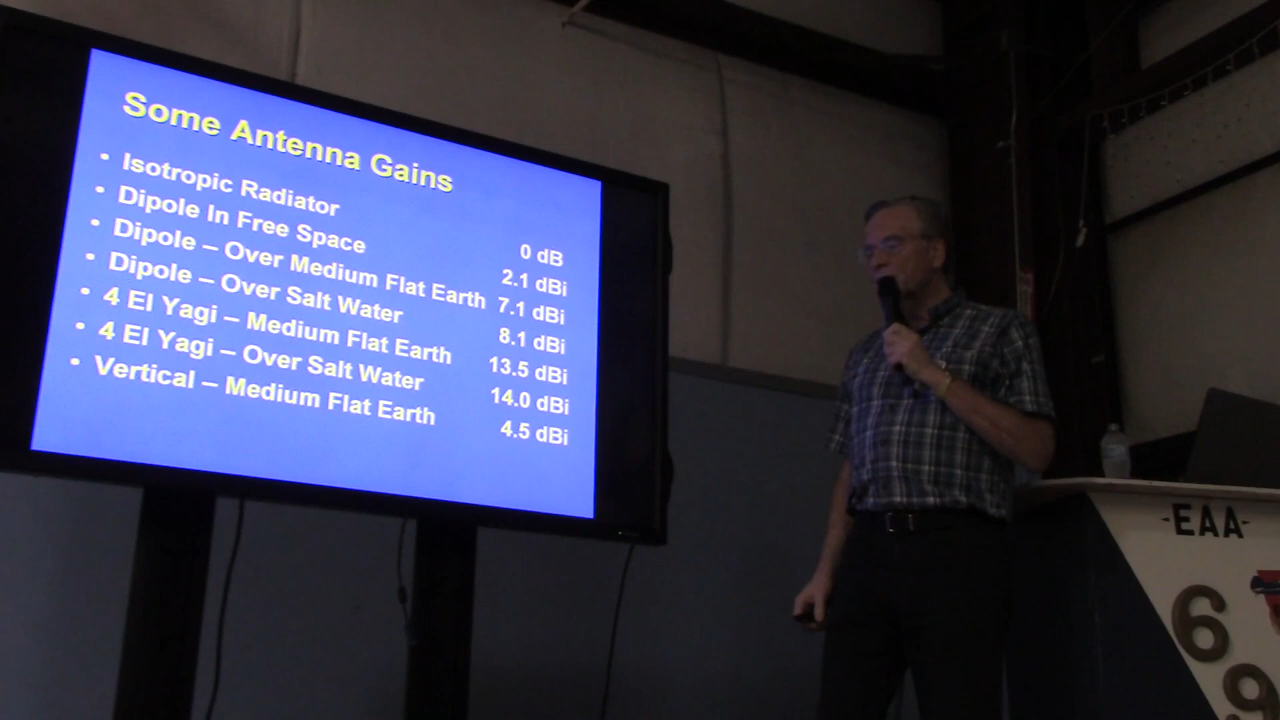 Some Antenna Gains
• Isotropic Radiator 0 dB
• Dipole In Free Space 2.1 dBi
• Dipole – Over Medium Flat Earth 7.1 dBi
• Dipole – Over Salt Water 8.1 dBi
• 4 El Yagi – Medium Flat Earth 13.5 dBi
• 4 El Yagi – Over Salt Water 14.0 dBi
• Vertical – Medium Flat Earth 4.5 dBi
-EAA-
6
9